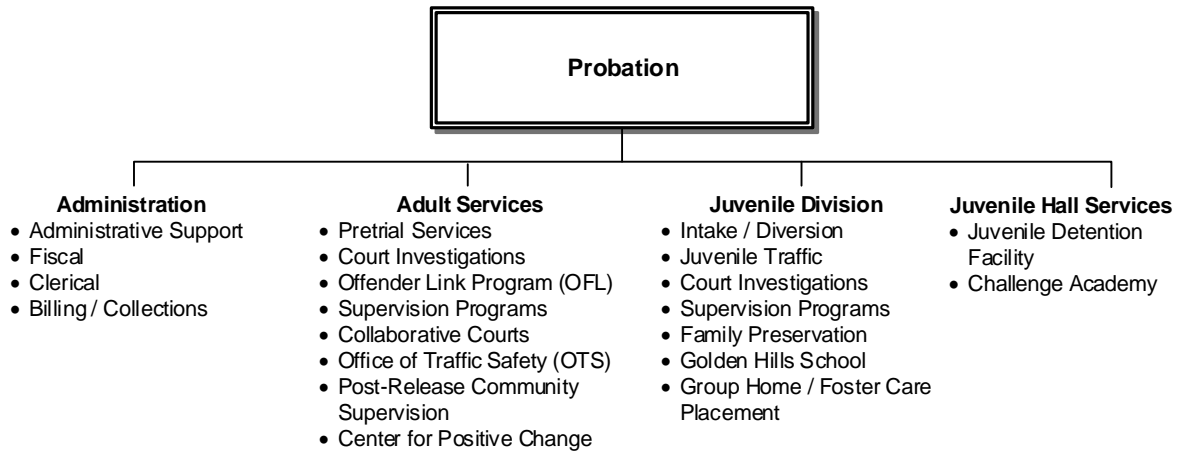 Probation
Administration
• Administrative Support
• Fiscal
• Clerical
• Billing / Collections
Adult Services
• Pretrial Services
• Court Investigations
• Offender Link Program (OFL)
• Supervision Programs
• Collaborative Courts
• Office of Traffic Safety (OTS)
• Post-Release Community
Supervision
• Center for Positive Change
Juvenile Division
• Intake / Diversion
• Juvenile Traffic
• Court Investigations
• Supervision Programs
• Family Preservation
• Golden Hills School
• Group Home / Foster Care
Placement
Juvenile Hall Services
• Juvenile Detention
Facility
• Challenge Academy